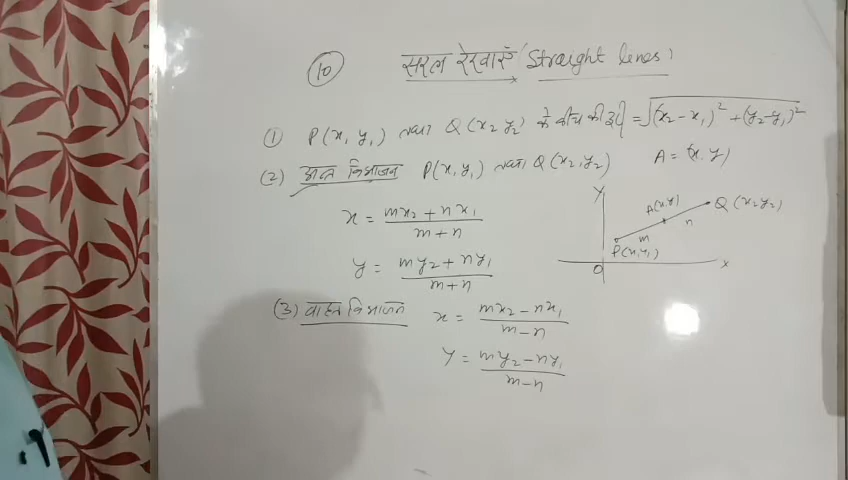 10 सरल रेखाएँ / Straight lines
(1) P(x, y₁) तथा Q(x₂ y₂) के बीच की दूरी = √(x₂ − x₁)² + (y₂ − y₁)²
(2) अन्तः विभाजन P(x, y₁) तथा Q(x₂, y₂) A = (x, y)
x = (mx₂ + nx₁)/(m + n)
y = (my₂ + ny₁)/(m + n)
Y
A(x, y)
Q (x₂ y₂)
m
n
P(x, y₁)
O
x
(3) वाह्य विभाजन x = (mx₂ − nx₁)/(m − n)
y = (my₂ − ny₁)/(m − n)